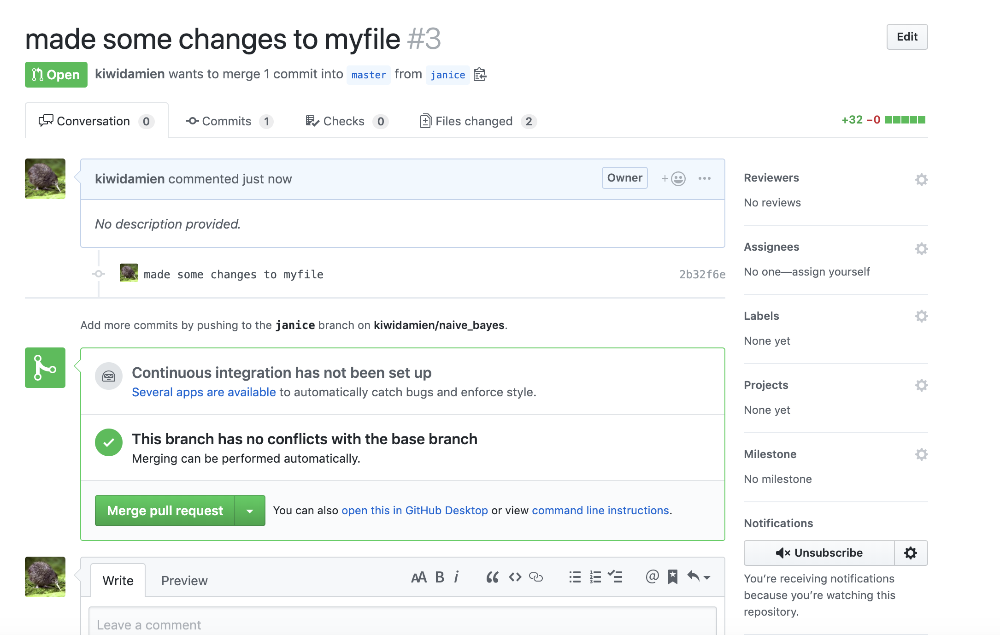 made some changes to myfile #3
Edit
Open kiwidamien wants to merge 1 commit into master from janice
Conversation 0 Commits 1 Checks 0 Files changed 2
+32 −0
kiwidamien commented just now
Owner
No description provided.
made some changes to myfile 2b32f6e
Add more commits by pushing to the janice branch on kiwidamien/naive_bayes.
Continuous integration has not been set up
Several apps are available to automatically catch bugs and enforce style.
This branch has no conflicts with the base branch
Merging can be performed automatically.
Merge pull request
You can also open this in GitHub Desktop or view command line instructions.
Write Preview
Leave a comment
Reviewers
No reviews
Assignees
No one—assign yourself
Labels
None yet
Projects
None yet
Milestone
No milestone
Notifications
Unsubscribe
You’re receiving notifications
because you’re watching this
repository.